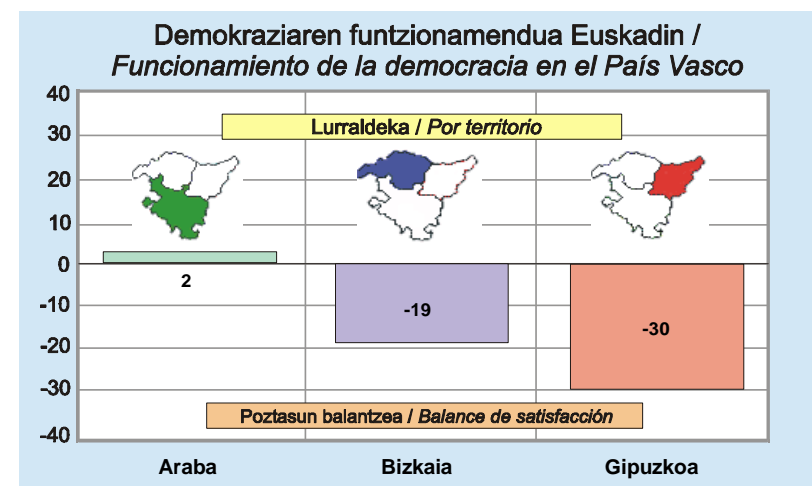 Demokraziaren funtzionamendua Euskadin /
Funcionamiento de la democracia en el País Vasco
40
30
20
10
0
-10
-20
-30
-40
Lurraldeka / Por territorio
2
-19
-30
Poztasun balantzea / Balance de satisfacción
Araba Bizkaia Gipuzkoa